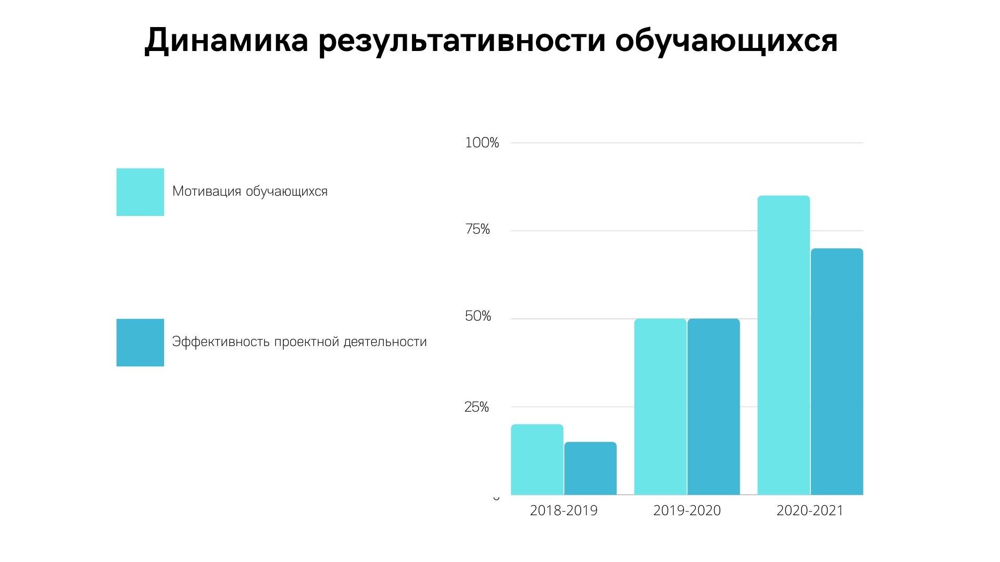 Динамика результативности обучающихся
Мотивация обучающихся
Эффективность проектной деятельности
100%
75%
50%
25%
2018-2019
2019-2020
2020-2021